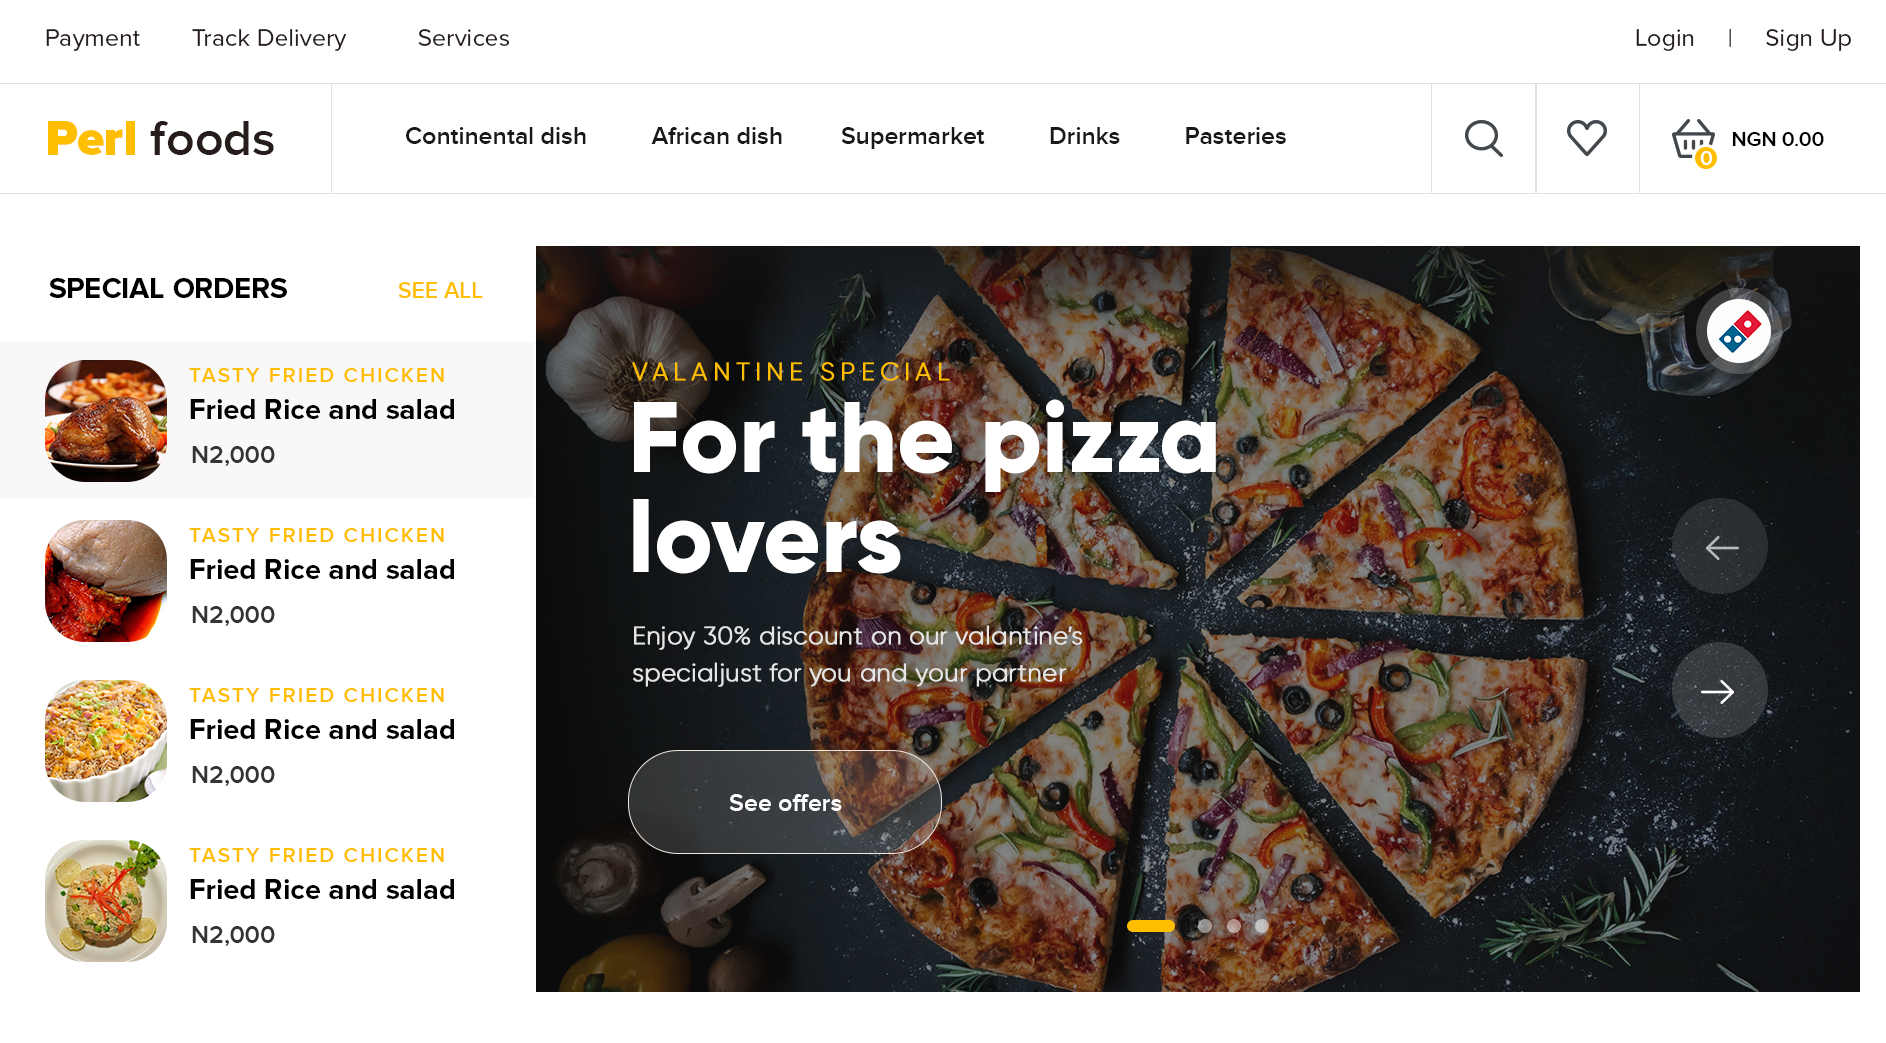 Payment Track Delivery Services Login | Sign Up
Perl foods Continental dish African dish Supermarket Drinks Pasteries 0 NGN 0.00
SPECIAL ORDERS SEE ALL
TASTY FRIED CHICKEN
Fried Rice and salad
N2,000
TASTY FRIED CHICKEN
Fried Rice and salad
N2,000
TASTY FRIED CHICKEN
Fried Rice and salad
N2,000
TASTY FRIED CHICKEN
Fried Rice and salad
N2,000
VALANTINE SPECIAL
For the pizza
lovers
Enjoy 30% discount on our valantine's
specialjust for you and your partner
See offers